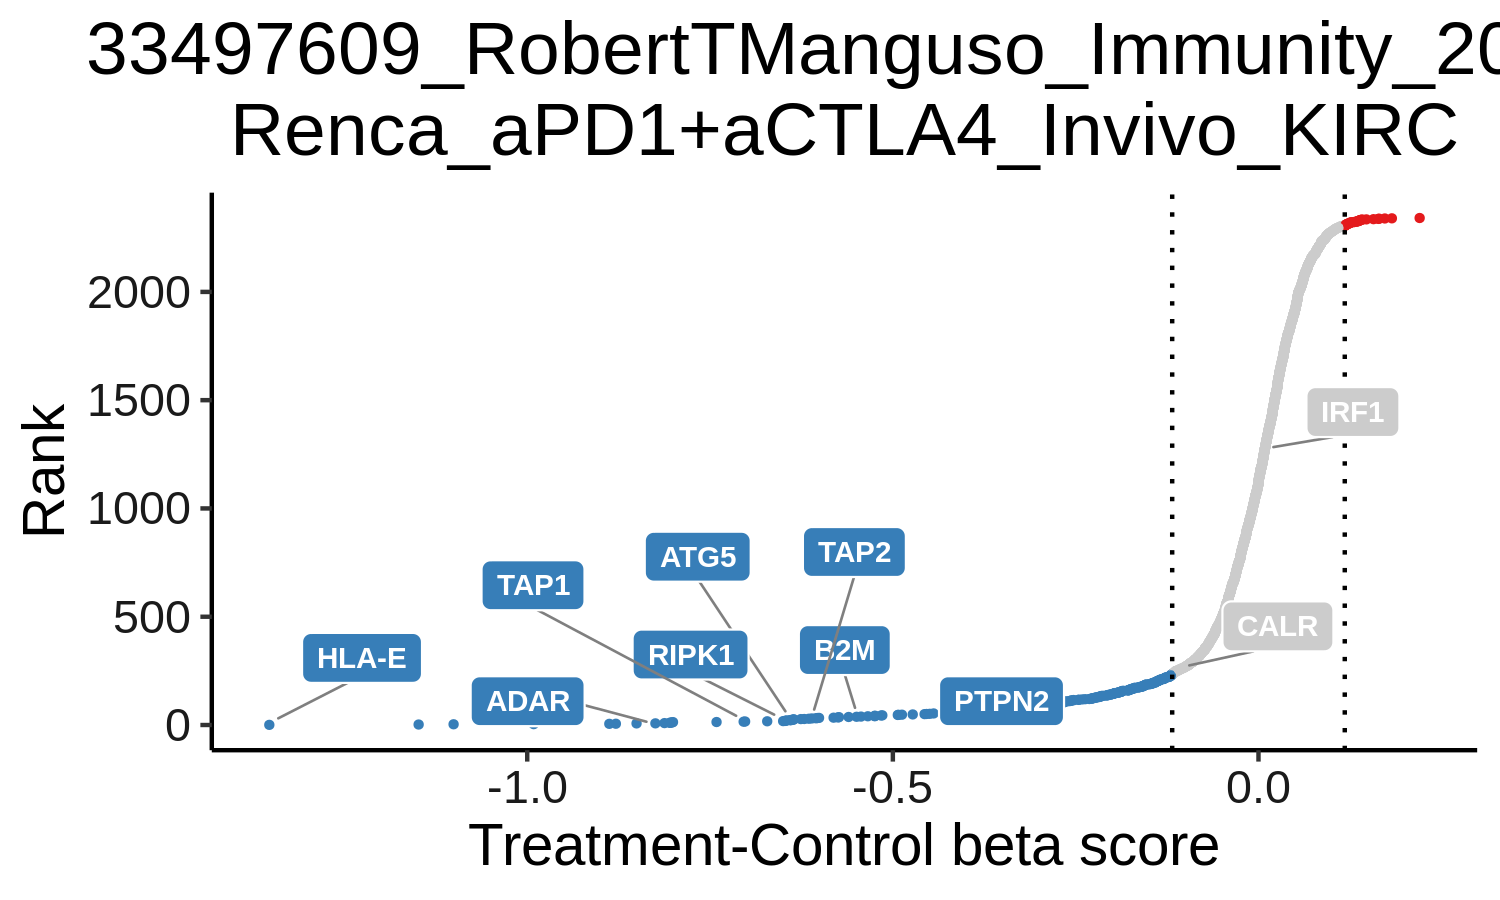 33497609_RobertTManguso_Immunity_20
Renca_aPD1+aCTLA4_Invivo_KIRC
2000
1500
1000
500
0
Rank
IRF1
TAP2
ATG5
TAP1
CALR
B2M
RIPK1
HLA-E
ADAR
PTPN2
-1.0
-0.5
0.0
Treatment-Control beta score